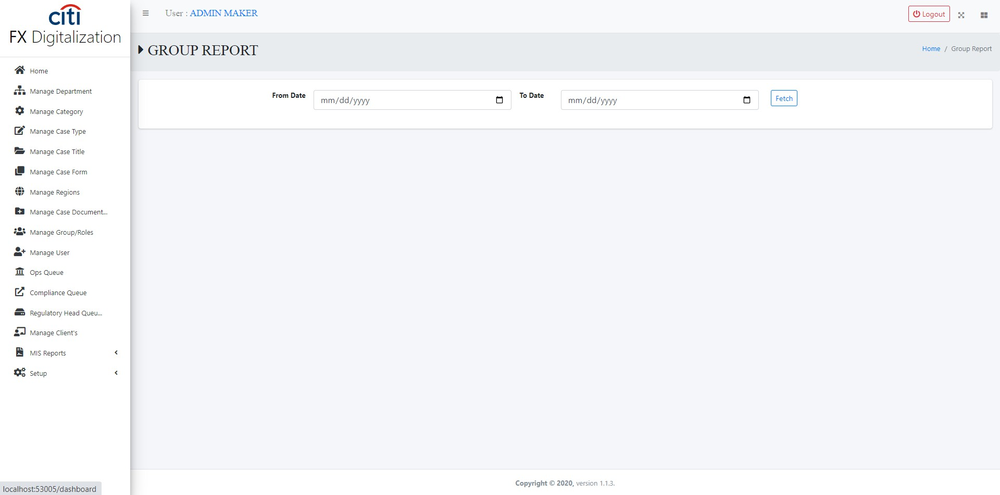 citi
FX Digitalization
Home
Manage Department
Manage Category
Manage Case Type
Manage Case Title
Manage Case Form
Manage Regions
Manage Case Document...
Manage Group/Roles
Manage User
Ops Queue
Compliance Queue
Regulatory Head Queu...
Manage Client's
MIS Reports
Setup
localhost:53005/dashboard
User : ADMIN MAKER
Logout
GROUP REPORT
Home / Group Report
From Date mm/dd/yyyy To Date mm/dd/yyyy Fetch
Copyright © 2020, version 1.1.3.